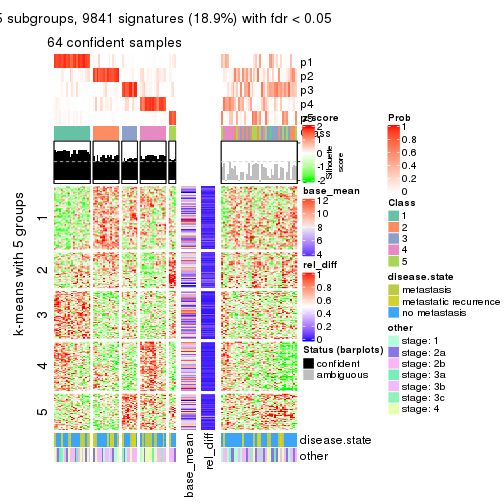 5 subgroups, 9841 signatures (18.9%) with fdr < 0.05
64 confident samples
p1
p2
p3
p4
p5
Class
Silhouette
score
k-means with 5 groups
1
2
3
4
5
disease.state
other
base_mean
rel_diff
z-score
2
-2
base_mean
12
10
8
6
4
rel_diff
1
0.8
0.6
0.4
0.2
0
Status (barplots)
confident
ambiguous
Prob
1
0.8
0.6
0.4
0.2
0
Class
1
2
3
4
5
disease.state
metastasis
metastatic recurrence
no metastasis
other
stage: 1
stage: 2a
stage: 2b
stage: 3a
stage: 3b
stage: 3c
stage: 4